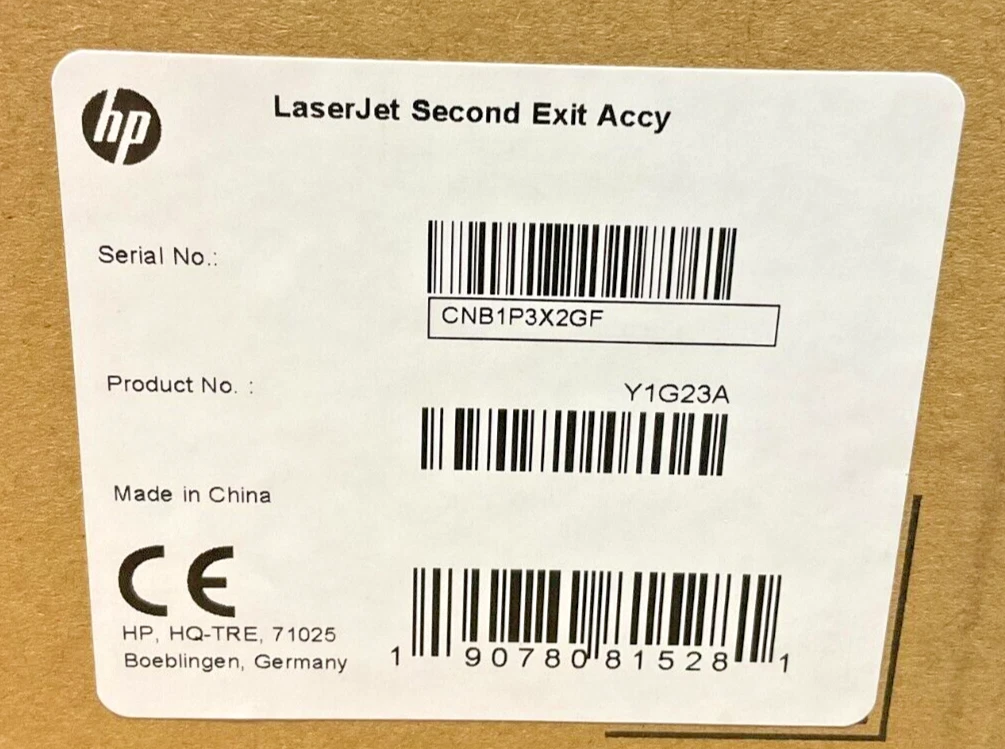 hp
LaserJet Second Exit Accy
Serial No.:
CNB1P3X2GF
Product No. :
Y1G23A
Made in China
CE
HP, HQ-TRE, 71025
Boeblingen, Germany
1 90780 81528 1